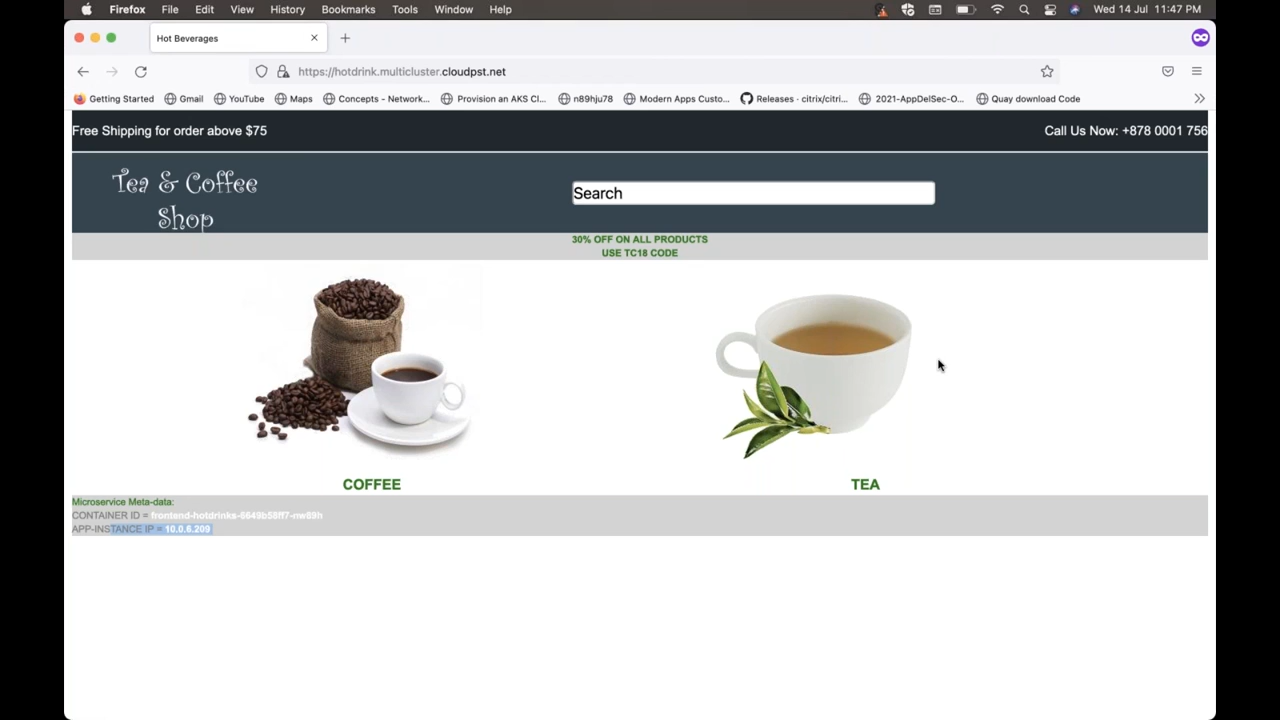 Firefox File Edit View History Bookmarks Tools Window Help Wed 14 Jul 11:47 PM
Hot Beverages
https://hotdrink.multicluster.cloudpst.net
Getting Started Gmail YouTube Maps Concepts - Network... Provision an AKS Cl... n89hju78 Modern Apps Custo... Releases · citrix/citri... 2021-AppDelSec-O... Quay download Code
Free Shipping for order above $75 Call Us Now: +878 0001 756
Tea & Coffee
Shop
Search
30% OFF ON ALL PRODUCTS
USE TC18 CODE
COFFEE TEA
Microservice Meta-data:
CONTAINER ID = frontend-hotdrinks-6649b58ff7-nw89h
APP-INSTANCE IP = 10.0.6.209